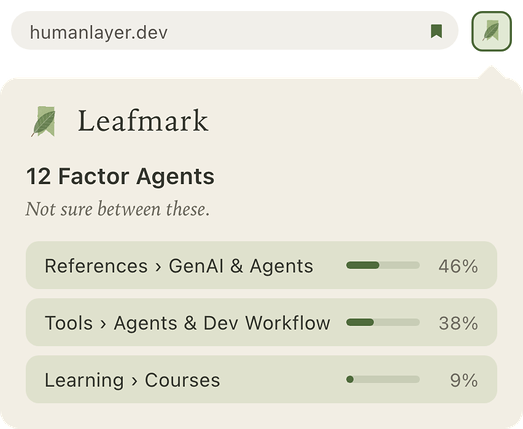 humanlayer.dev
Leafmark
12 Factor Agents
Not sure between these.
References › GenAI & Agents 46%
Tools › Agents & Dev Workflow 38%
Learning › Courses 9%